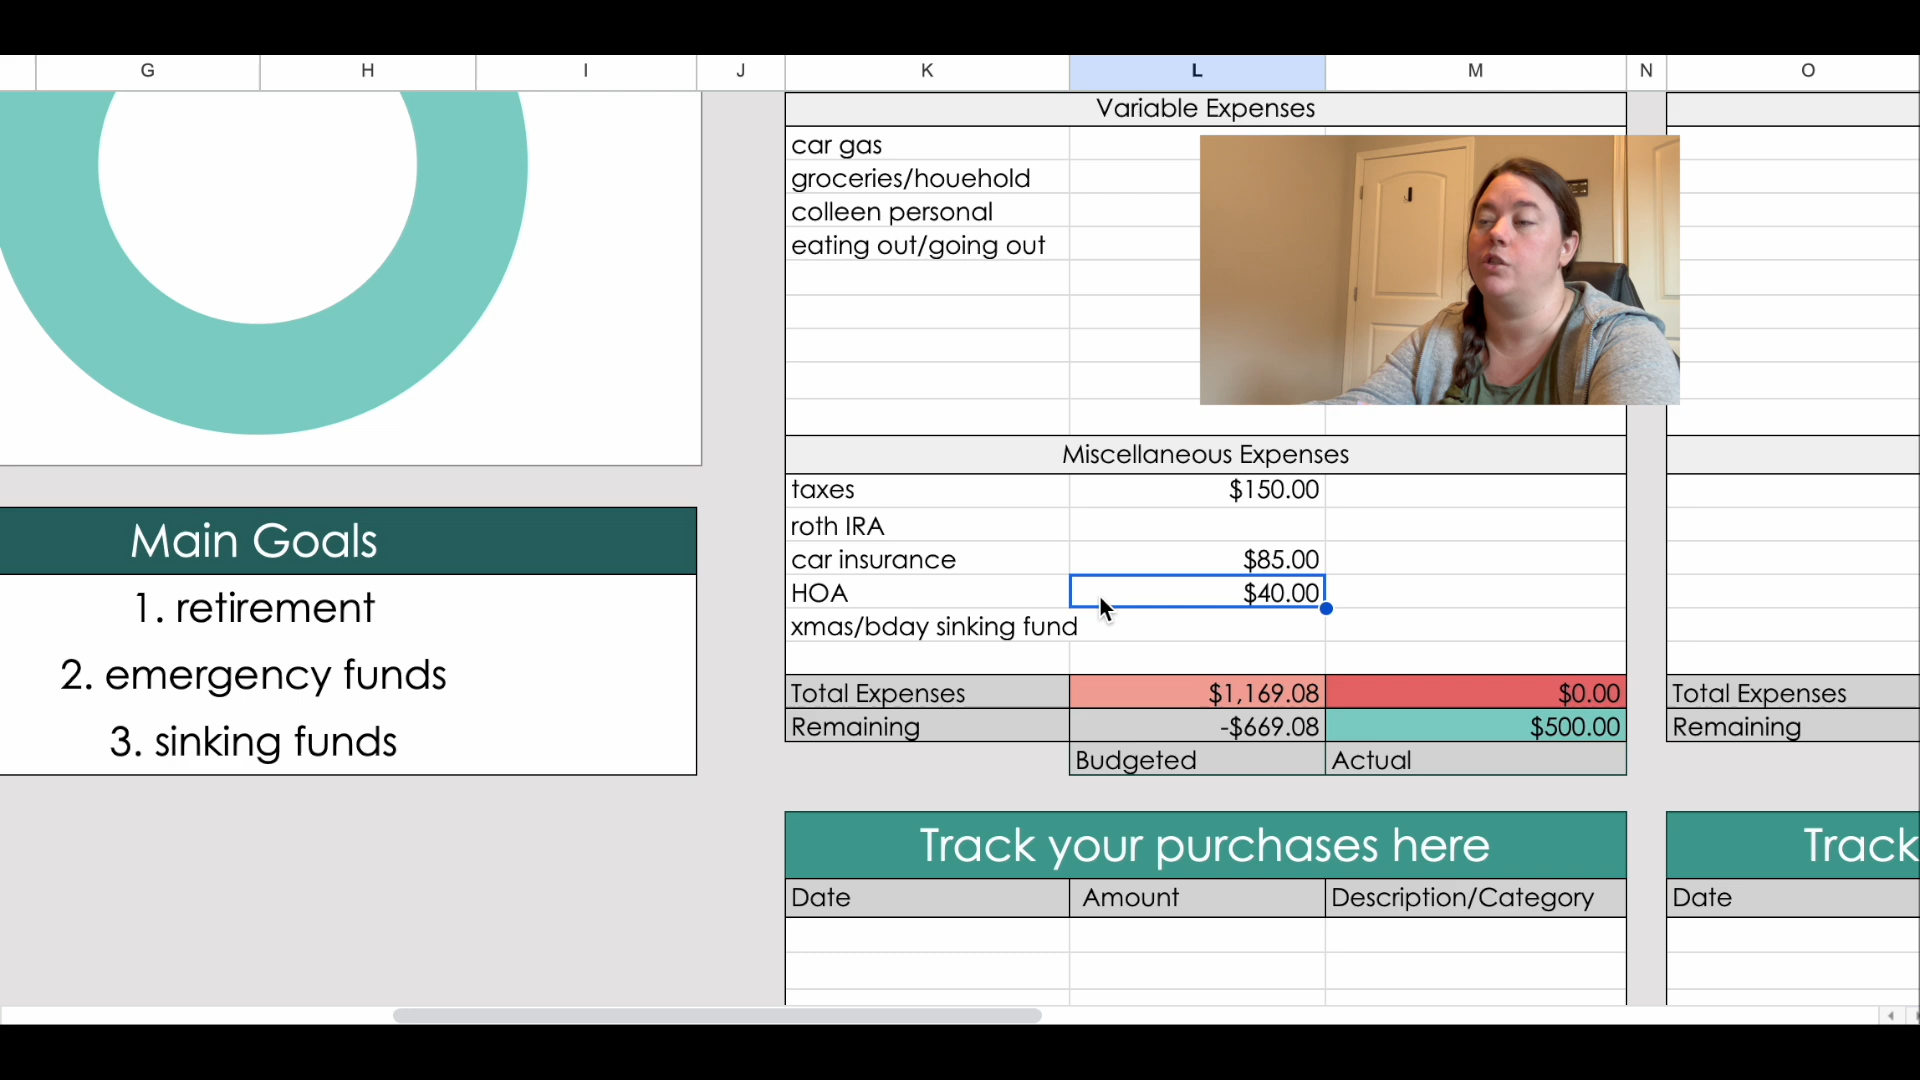 G H I J K L M N O
Variable Expenses
car gas
groceries/houehold
colleen personal
eating out/going out
Miscellaneous Expenses
taxes $150.00
roth IRA
car insurance $85.00
HOA $40.00
xmas/bday sinking fund
Total Expenses $1,169.08 $0.00 Total Expenses
Remaining -$669.08 $500.00 Remaining
Budgeted Actual
Main Goals
1. retirement
2. emergency funds
3. sinking funds
Track your purchases here Track
Date Amount Description/Category Date